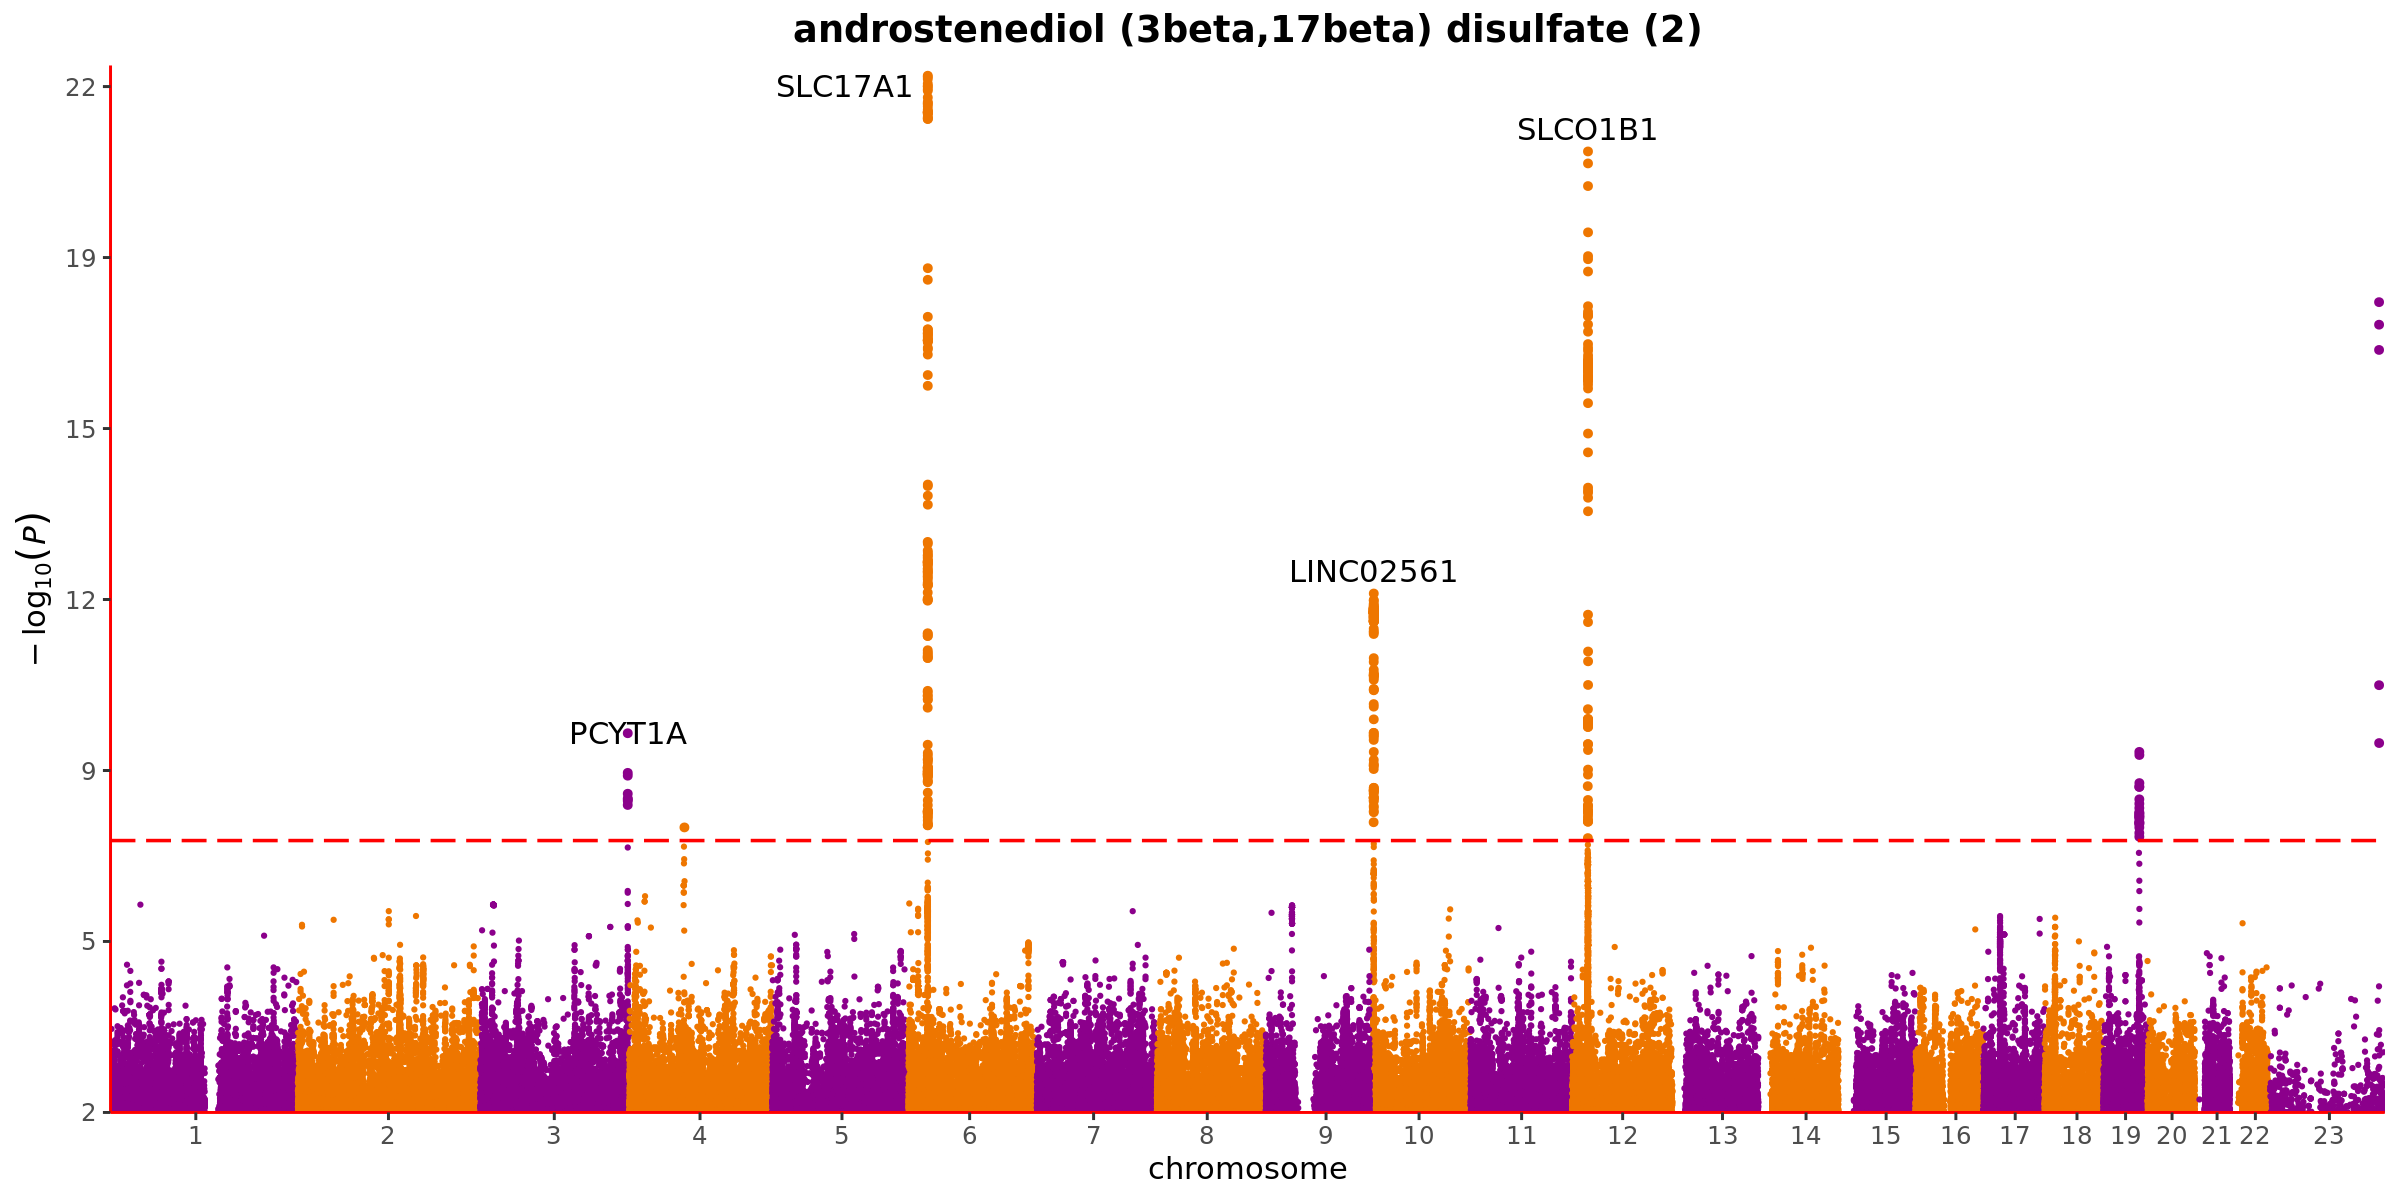 androstenediol (3beta,17beta) disulfate (2)
22
19
15
12
9
5
2
− log10(P)
SLC17A1
SLCO1B1
LINC02561
PCYT1A
1 2 3 4 5 6 7 8 9 10 11 12 13 14 15 16 17 18 19 20 21 22 23
chromosome